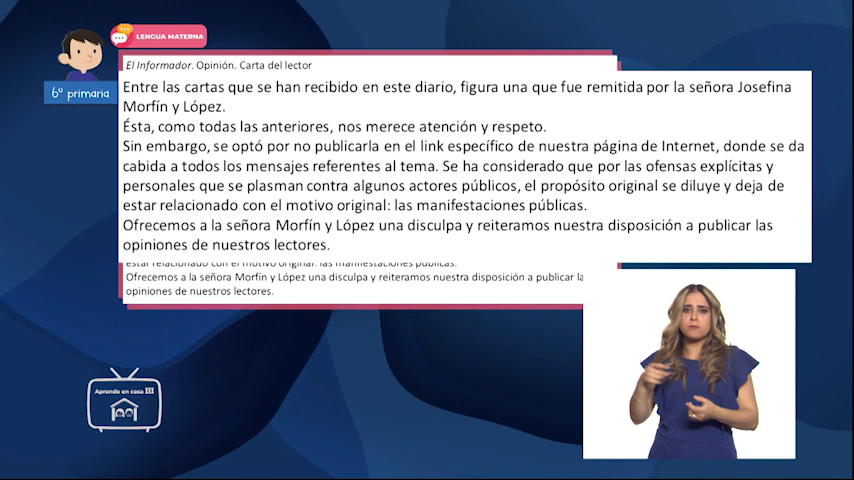 LENGUA MATERNA
6º primaria
El Informador. Opinión. Carta del lector
Entre las cartas que se han recibido en este diario, figura una que fue remitida por la señora Josefina
Morfín y López.
Ésta, como todas las anteriores, nos merece atención y respeto.
Sin embargo, se optó por no publicarla en el link específico de nuestra página de Internet, donde se da
cabida a todos los mensajes referentes al tema. Se ha considerado que por las ofensas explícitas y
personales que se plasman contra algunos actores públicos, el propósito original se diluye y deja de
estar relacionado con el motivo original: las manifestaciones públicas.
Ofrecemos a la señora Morfín y López una disculpa y reiteramos nuestra disposición a publicar las
opiniones de nuestros lectores.
estar relacionado con el motivo original: las manifestaciones públicas.
Ofrecemos a la señora Morfín y López una disculpa y reiteramos nuestra disposición a publicar la
opiniones de nuestros lectores.
Aprende en casa III